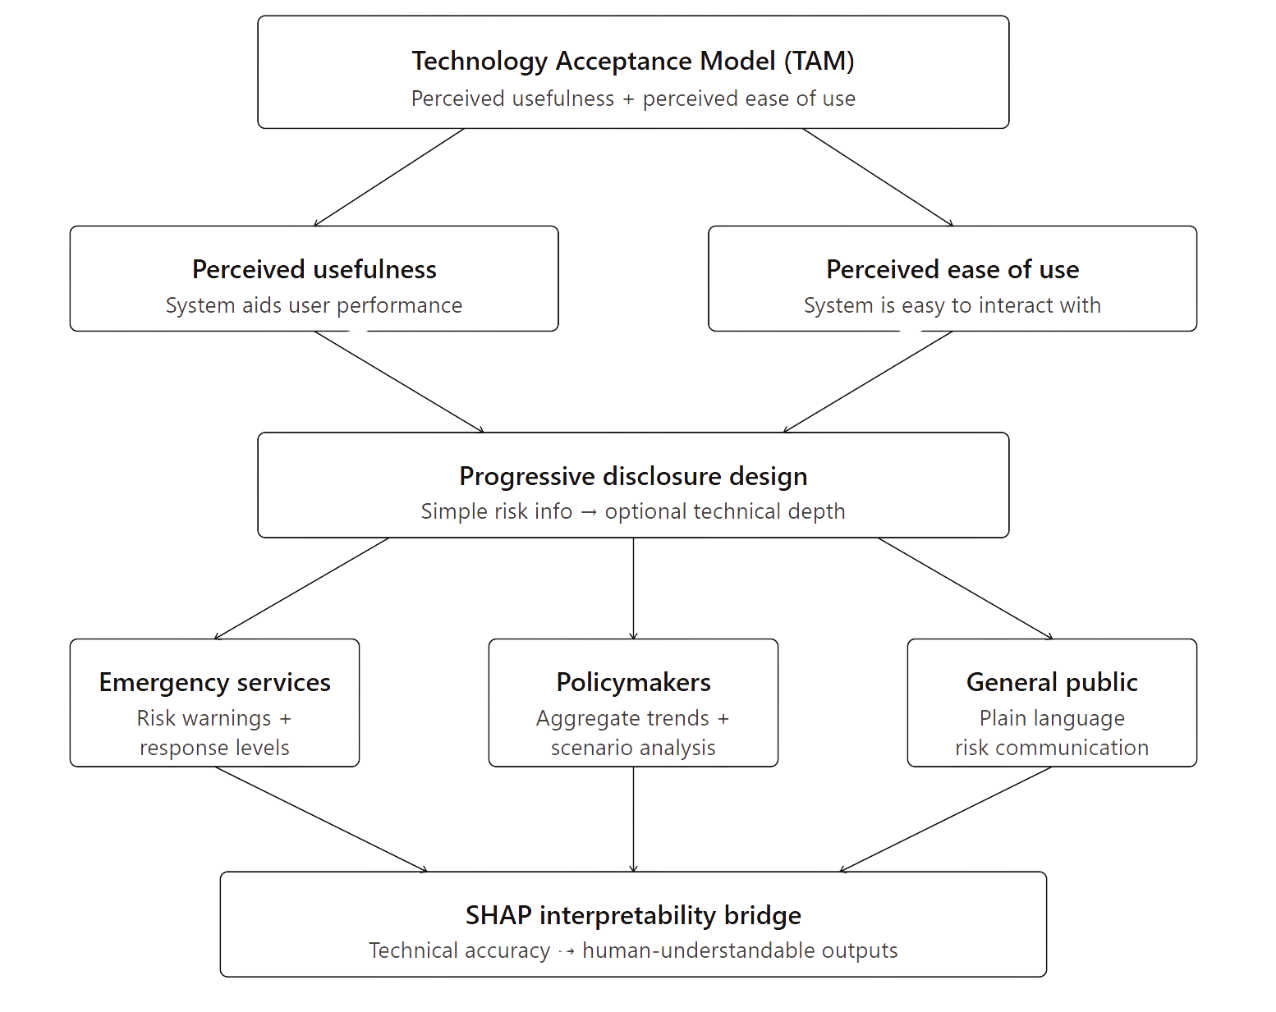 Technology Acceptance Model (TAM)
Perceived usefulness + perceived ease of use
Perceived usefulness
System aids user performance
Perceived ease of use
System is easy to interact with
Progressive disclosure design
Simple risk info → optional technical depth
Emergency services
Risk warnings +
response levels
Policymakers
Aggregate trends +
scenario analysis
General public
Plain language
risk communication
SHAP interpretability bridge
Technical accuracy → human-understandable outputs